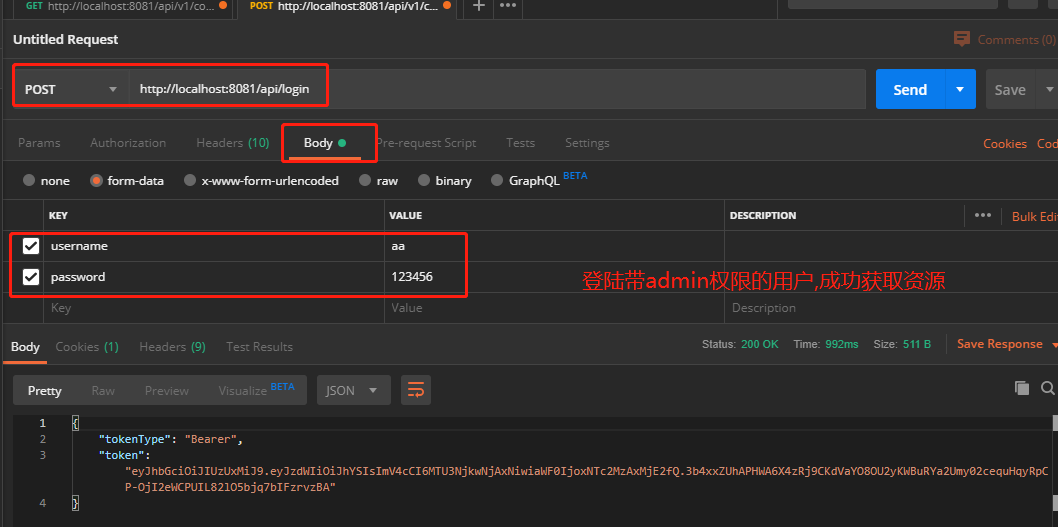 GET http://localhost:8081/api/v1/co...
POST http://localhost:8081/api/v1/c...
Untitled Request
Comments (0)
POST http://localhost:8081/api/login
Send
Save
Params Authorization Headers (10) Body Pre-request Script Tests Settings
Cookies Cod
none form-data x-www-form-urlencoded raw binary GraphQL BETA
KEY VALUE DESCRIPTION
Bulk Edi
username aa
password 123456
登陆带admin权限的用户,成功获取资源
Key Value Description
Body Cookies (1) Headers (9) Test Results
Status: 200 OK Time: 992ms Size: 511 B Save Response
Pretty Raw Preview Visualize BETA JSON
1 {
2 "tokenType": "Bearer",
3 "token":
"eyJhbGciOiJIUzUxMiJ9.eyJzdWIiOiJhYSIsImV4cCI6MTU3NjkwNjAxNiwiaWF0IjoxNTc2MzAxMjE2fQ.3b4xxZUhAPHWA6X4zRj9CKdVaYO8OU2yKWBuRYa2Umy02cequHqyRpC
P-OjI2eWCPUIL82lO5bjq7bIFzrvzBA"
4 }